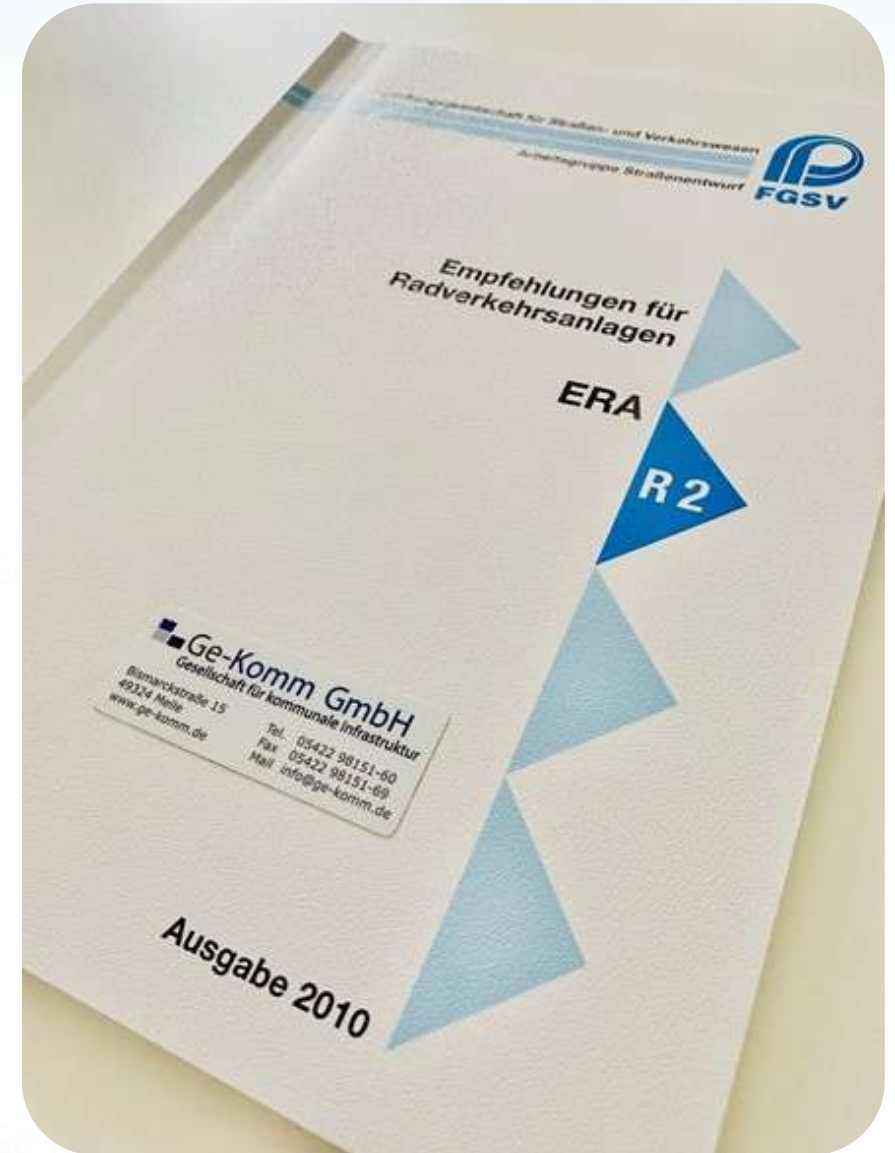 für Straßen- und Verkehrswesen
Arbeitsgruppe Straßenentwurf
FGSV
Empfehlungen für
Radverkehrsanlagen
ERA
R 2
Ge-Komm GmbH
Gesellschaft für kommunale Infrastruktur
Bismarckstraße 15
49324 Melle
www.ge-komm.de
Tel. 05422 98151-60
Fax 05422 98151-69
Mail info@ge-komm.de
Ausgabe 2010